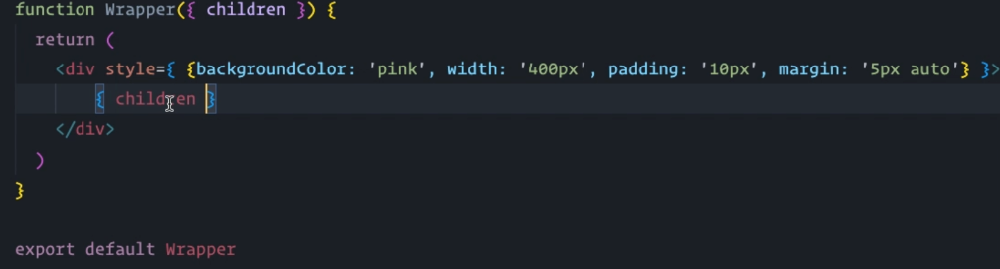 function Wrapper({ children }) {
return (
<div style={ {backgroundColor: 'pink', width: '400px', padding: '10px', margin: '5px auto'} }>
{ children }
</div>
)
}
export default Wrapper